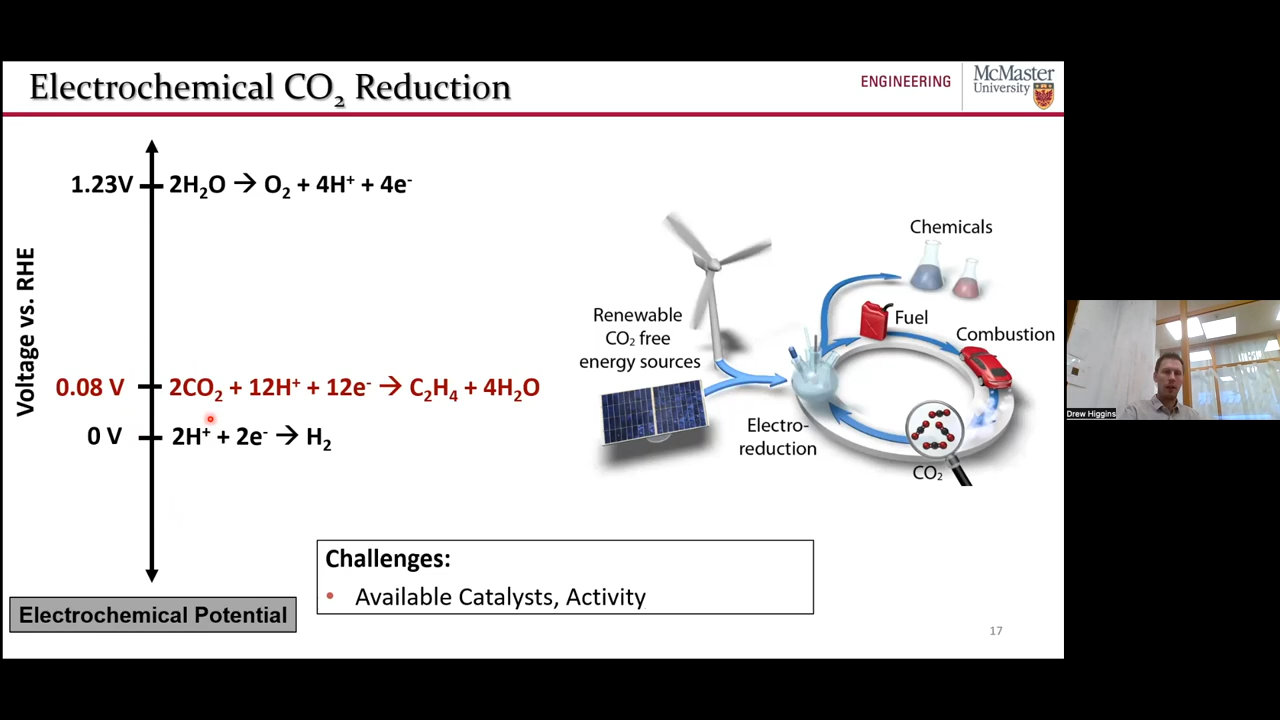 Electrochemical CO₂ Reduction
ENGINEERING
McMaster
University
1.23V
2H₂O → O₂ + 4H⁺ + 4e⁻
Voltage vs. RHE
0.08 V
2CO₂ + 12H⁺ + 12e⁻ → C₂H₄ + 4H₂O
0 V
2H⁺ + 2e⁻ → H₂
Electrochemical Potential
Chemicals
Renewable
CO₂ free
energy sources
Fuel
Combustion
Electro-
reduction
CO₂
Challenges:
• Available Catalysts, Activity
17
Drew Higgins